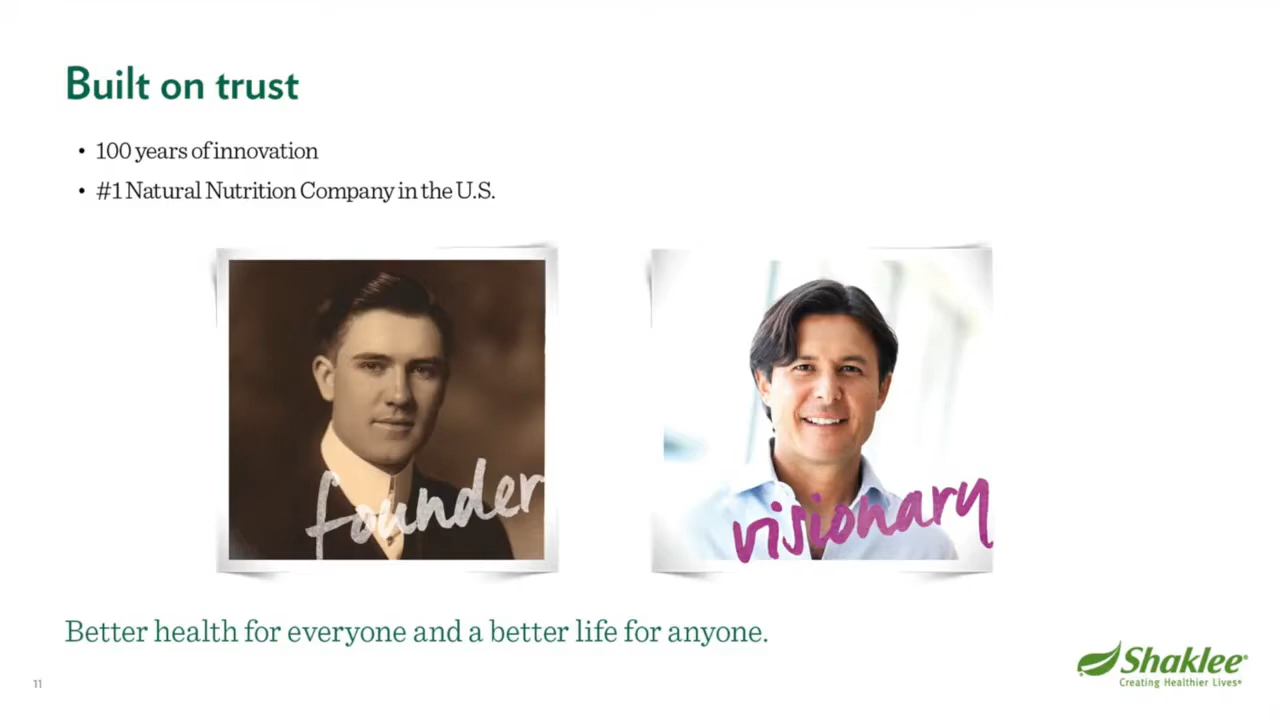 Built on trust
• 100 years of innovation
• #1 Natural Nutrition Company in the U.S.
founder
visionary
Better health for everyone and a better life for anyone.
Shaklee®
Creating Healthier Lives®
11